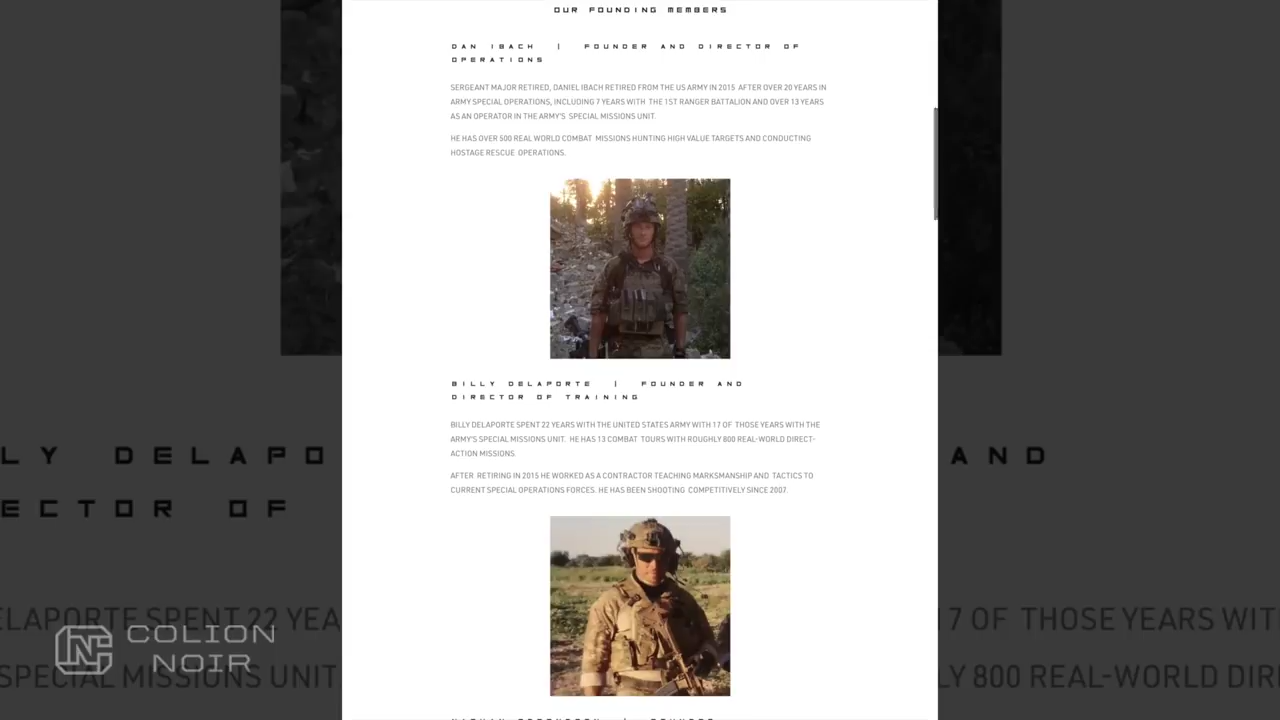 OUR FOUNDING MEMBERS
DAN IBACH | FOUNDER AND DIRECTOR OF
OPERATIONS
SERGEANT MAJOR RETIRED, DANIEL IBACH RETIRED FROM THE US ARMY IN 2015 AFTER OVER 20 YEARS IN
ARMY SPECIAL OPERATIONS, INCLUDING 7 YEARS WITH THE 1ST RANGER BATTALION AND OVER 13 YEARS
AS AN OPERATOR IN THE ARMY'S SPECIAL MISSIONS UNIT.
HE HAS OVER 500 REAL WORLD COMBAT MISSIONS HUNTING HIGH VALUE TARGETS AND CONDUCTING
HOSTAGE RESCUE OPERATIONS.
BILLY DELAPORTE | FOUNDER AND
DIRECTOR OF TRAINING
BILLY DELAPORTE SPENT 22 YEARS WITH THE UNITED STATES ARMY WITH 17 OF THOSE YEARS WITH THE
ARMY'S SPECIAL MISSIONS UNIT. HE HAS 13 COMBAT TOURS WITH ROUGHLY 800 REAL-WORLD DIRECT-
ACTION MISSIONS
AFTER RETIRING IN 2015 HE WORKED AS A CONTRACTOR TEACHING MARKSMANSHIP AND TACTICS TO
CURRENT SPECIAL OPERATIONS FORCES. HE HAS BEEN SHOOTING COMPETITIVELY SINCE 2007.
LY DELAPO AND
ECTOR OF
ELAPORTE SPENT 22 YEA 17 OF THOSE YEARS WIT
SPECIAL MISSIONS UNIT. LY 800 REAL-WORLD DIR
COLION
NOIR